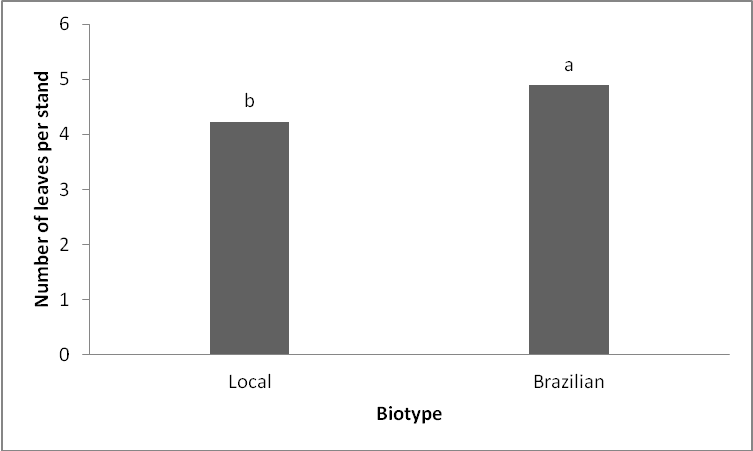 Number of leaves per stand
6
5
4
3
2
1
0
b
a
Local
Brazilian
Biotype